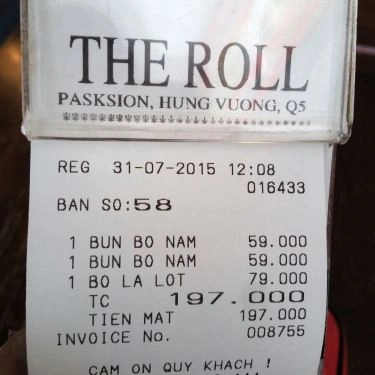 THE ROLL
PASKSION, HUNG VUONG, Q5
REG 31-07-2015 12:08
016433
BAN SO:58
1 BUN BO NAM 59.000
1 BUN BO NAM 59.000
1 BO LA LOT 79.000
TC 197.000
TIEN MAT 197.000
INVOICE No. 008755
CAM ON QUY KHACH !